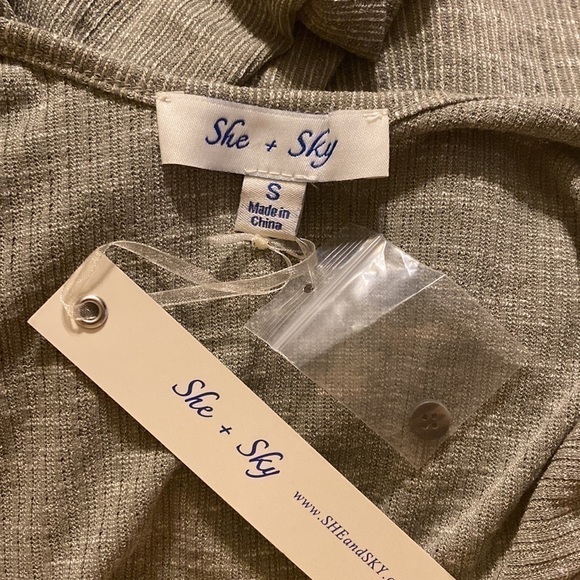 She + Sky
S
Made in
China
She + Sky
www.SHEandSKY.c